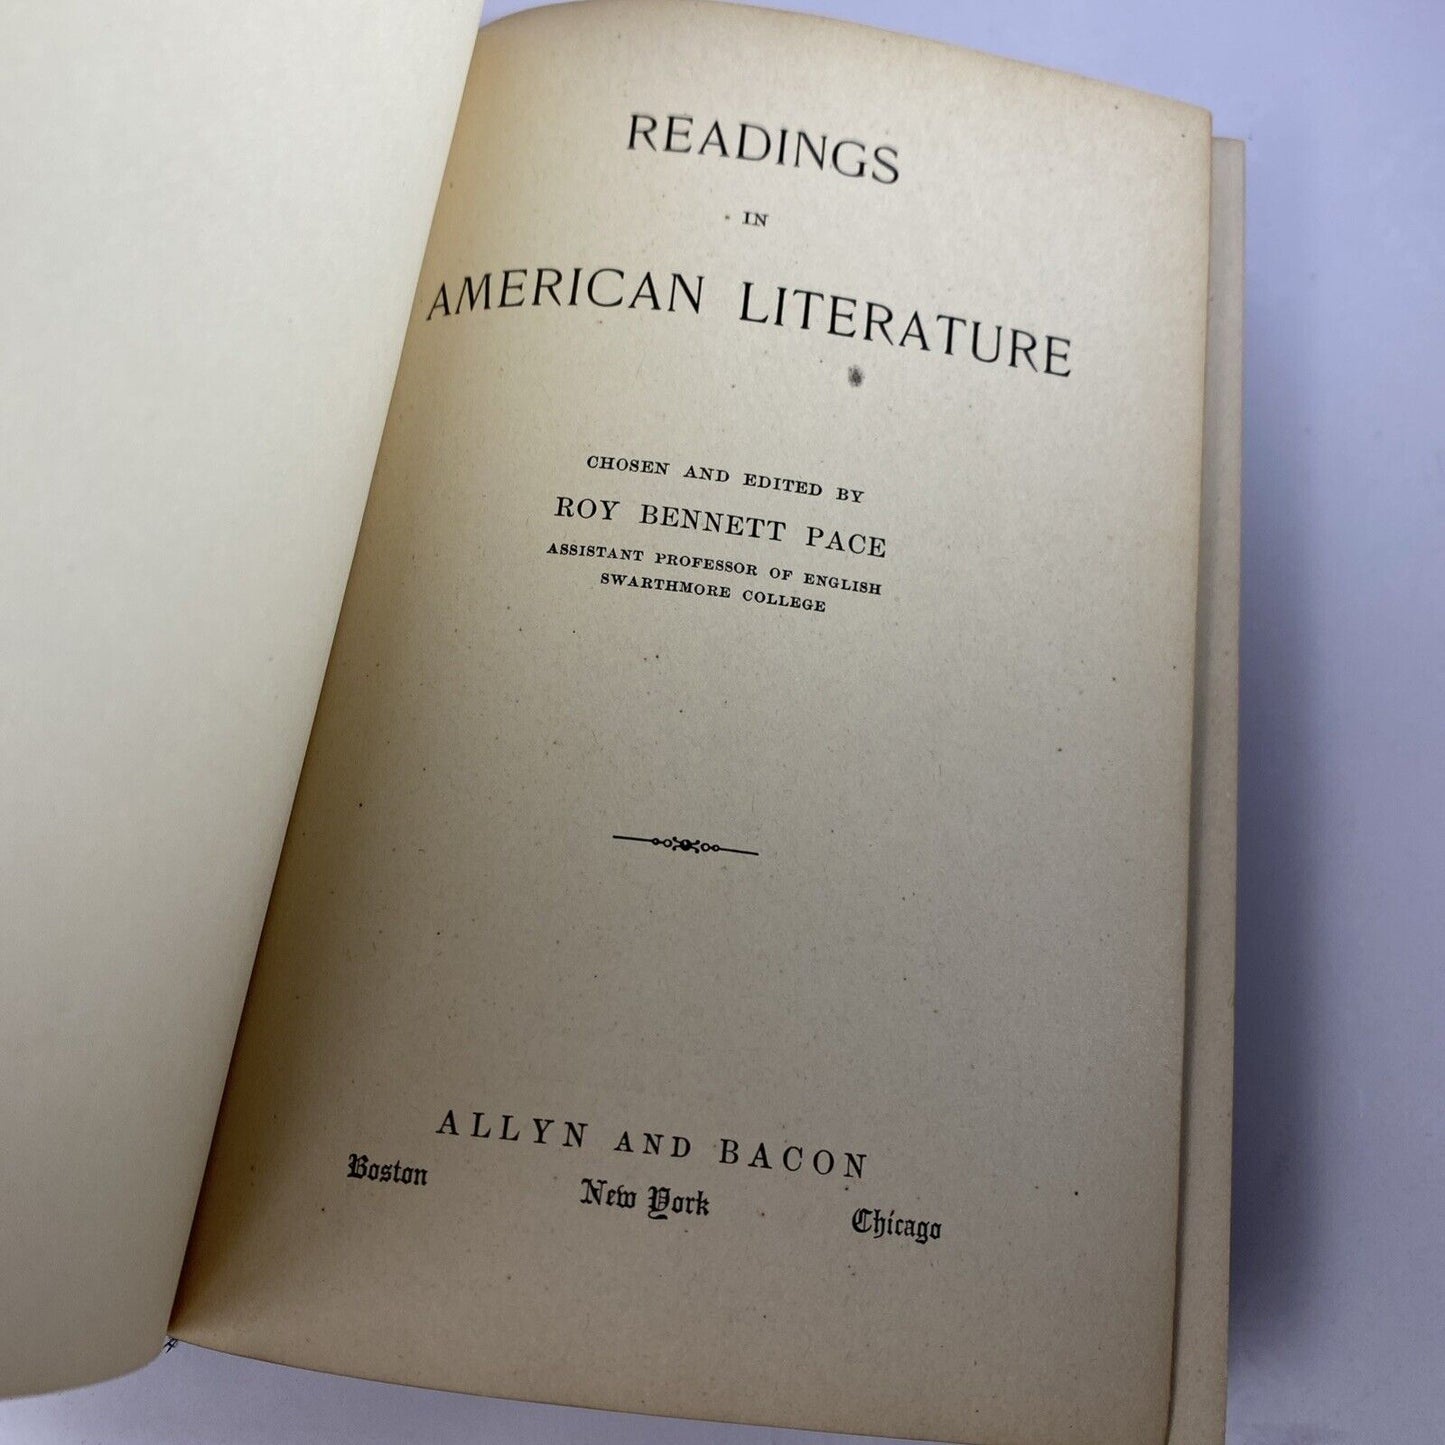 READINGS
IN
AMERICAN LITERATURE
CHOSEN AND EDITED BY
ROY BENNETT PACE
ASSISTANT PROFESSOR OF ENGLISH
SWARTHMORE COLLEGE
ALLYN AND BACON
Boston New York Chicago